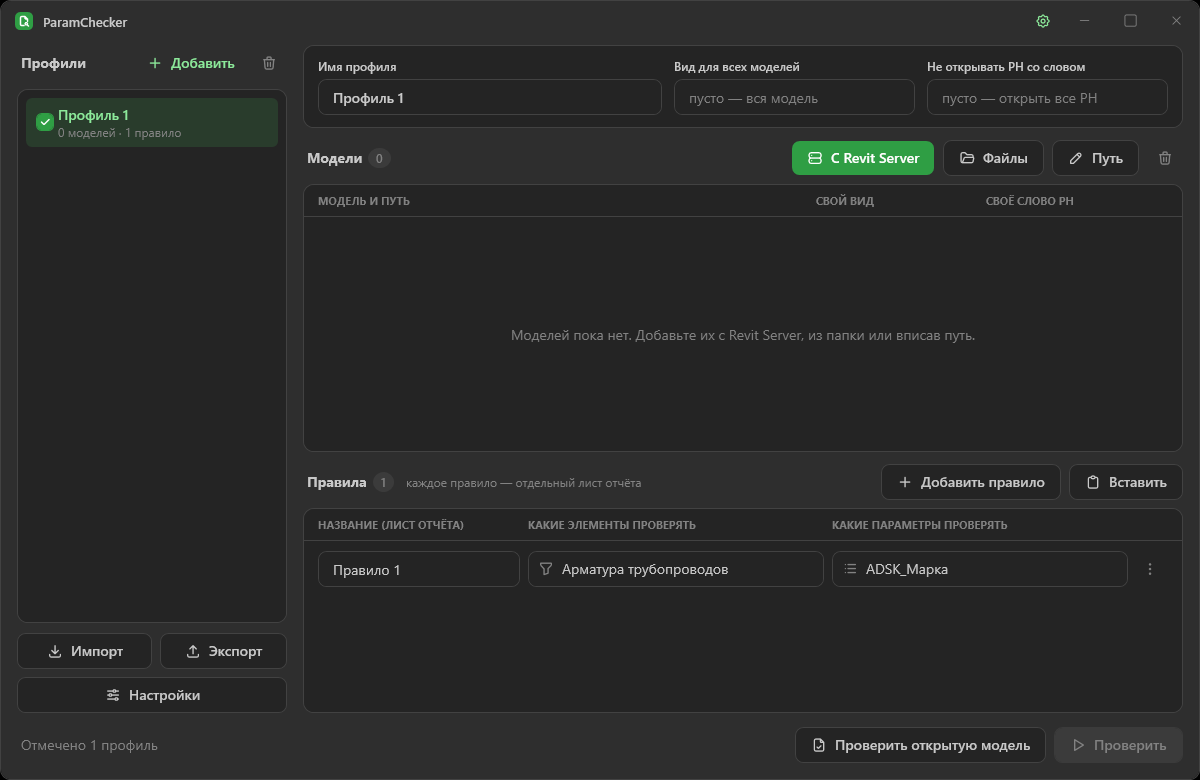 ParamChecker
Профили
Добавить
Профиль 1
0 моделей · 1 правило
Импорт
Экспорт
Настройки
Отмечено 1 профиль
Имя профиля
Вид для всех моделей
Не открывать РН со словом
Профиль 1
пусто — вся модель
пусто — открыть все РН
Модели 0
С Revit Server
Файлы
Путь
МОДЕЛЬ И ПУТЬ
СВОЙ ВИД
СВОЁ СЛОВО РН
Моделей пока нет. Добавьте их с Revit Server, из папки или вписав путь.
Правила 1 каждое правило — отдельный лист отчёта
Добавить правило
Вставить
НАЗВАНИЕ (ЛИСТ ОТЧЁТА)
КАКИЕ ЭЛЕМЕНТЫ ПРОВЕРЯТЬ
КАКИЕ ПАРАМЕТРЫ ПРОВЕРЯТЬ
Правило 1
Арматура трубопроводов
ADSK_Марка
Проверить открытую модель
Проверить